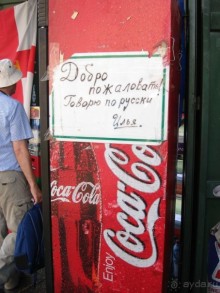 Добро
пожаловать!
Говорю по русски
Илья.
Coca-Cola
Enjoy
Coca-Cola